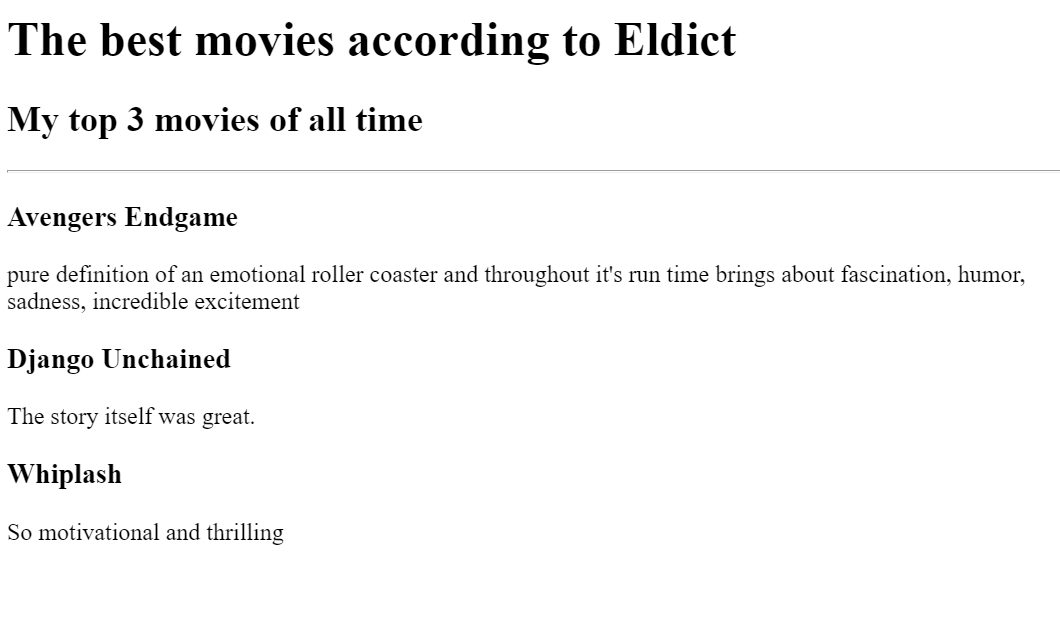 The best movies according to Eldict
My top 3 movies of all time
Avengers Endgame
pure definition of an emotional roller coaster and throughout it's run time brings about fascination, humor,
sadness, incredible excitement
Django Unchained
The story itself was great.
Whiplash
So motivational and thrilling